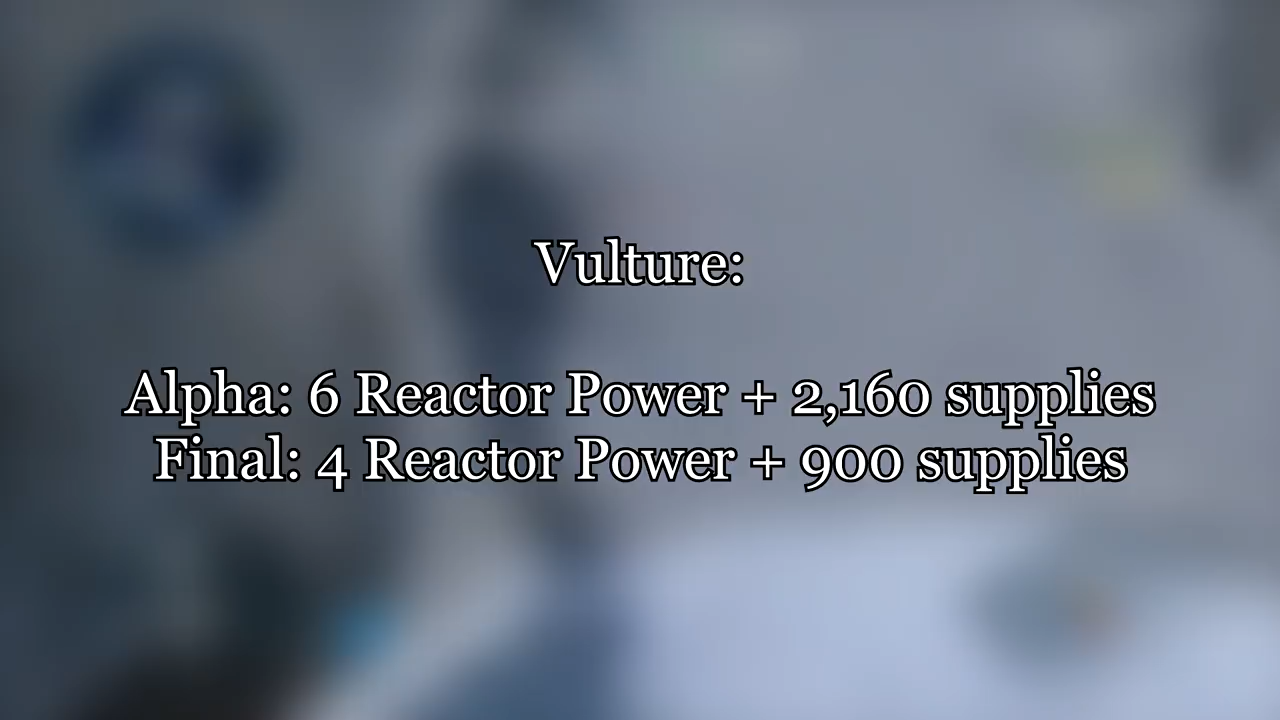 Vulture:
Alpha: 6 Reactor Power + 2,160 supplies
Final: 4 Reactor Power + 900 supplies